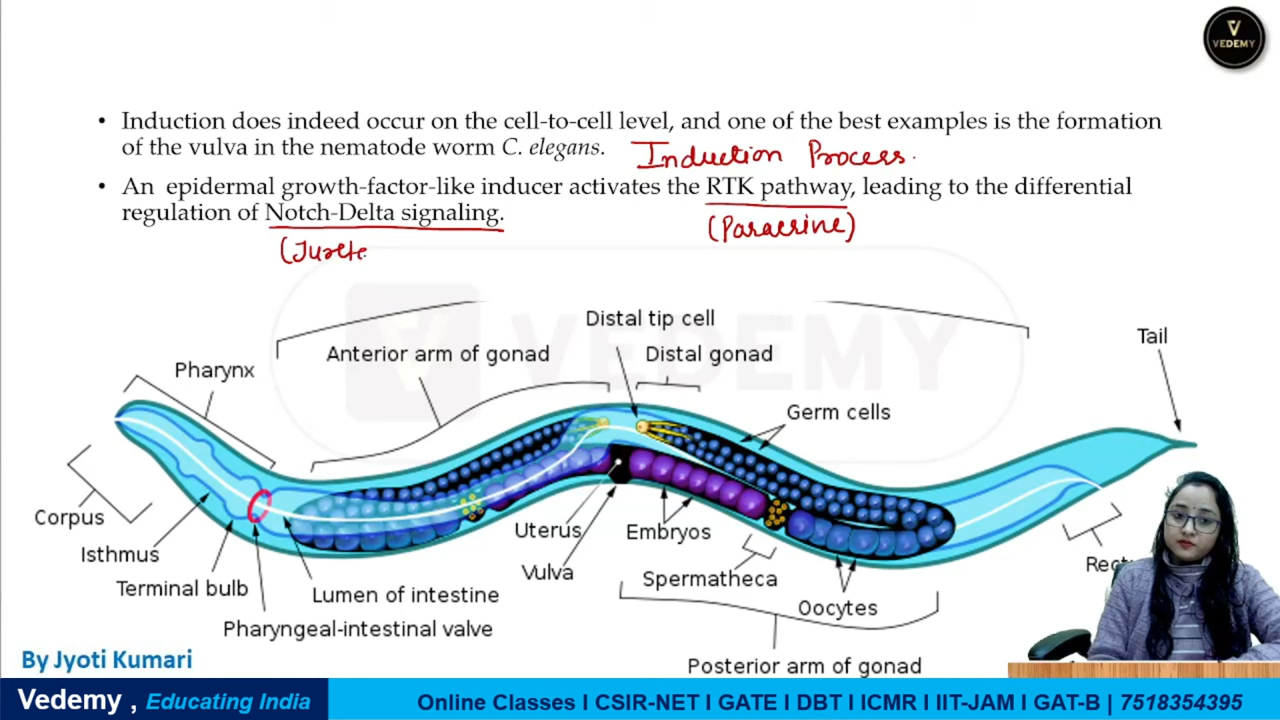 VEDEMY
• Induction does indeed occur on the cell-to-cell level, and one of the best examples is the formation
of the vulva in the nematode worm C. elegans.
Induction Process.
• An epidermal growth-factor-like inducer activates the RTK pathway, leading to the differential
regulation of Notch-Delta signaling.
(Paracrine)
VEDEMY
Distal tip cell
Tail
Anterior arm of gonad
Distal gonad
Pharynx
Germ cells
Corpus
Isthmus
Uterus
Embryos
Vulva
Spermatheca
Terminal bulb
Lumen of intestine
Oocytes
Pharyngeal-intestinal valve
Posterior arm of gonad
By Jyoti Kumari
Vedemy , Educating India
Online Classes I CSIR-NET I GATE I DBT I ICMR I IIT-JAM I GAT-B | 7518354395